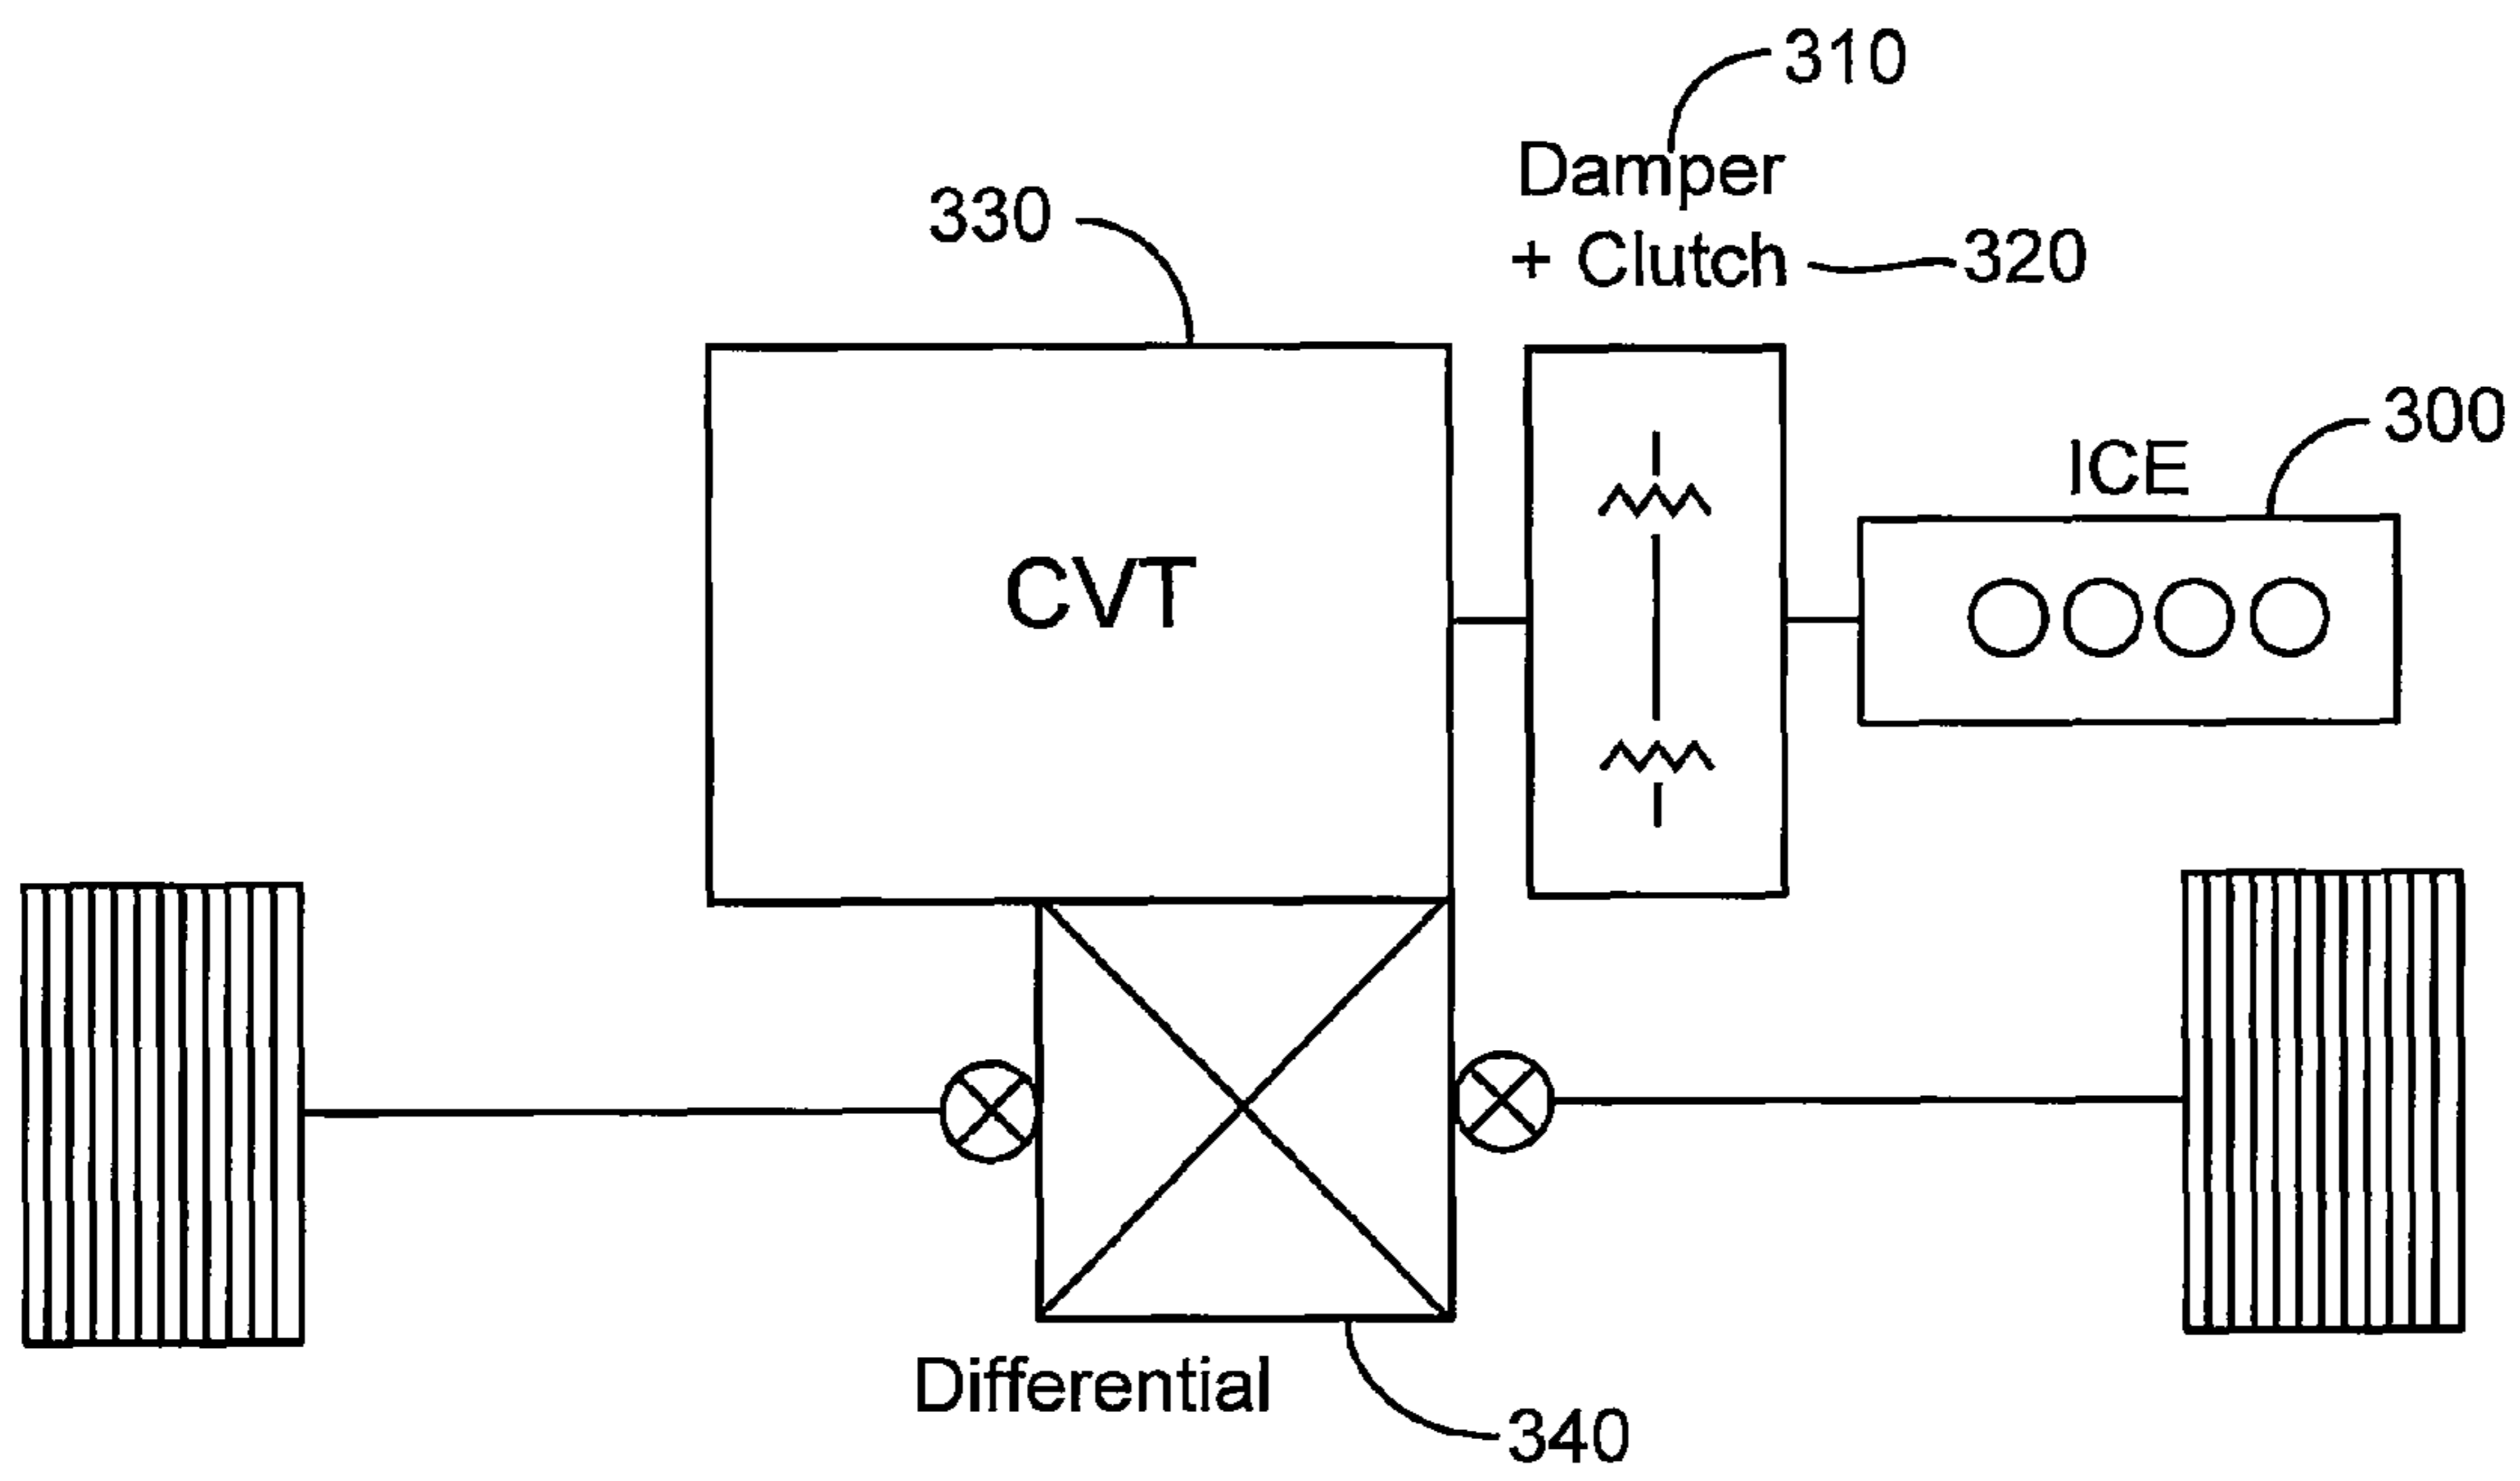 310
Damper
330
+ Clutch 320
300
ICE
CVT
Differential
340